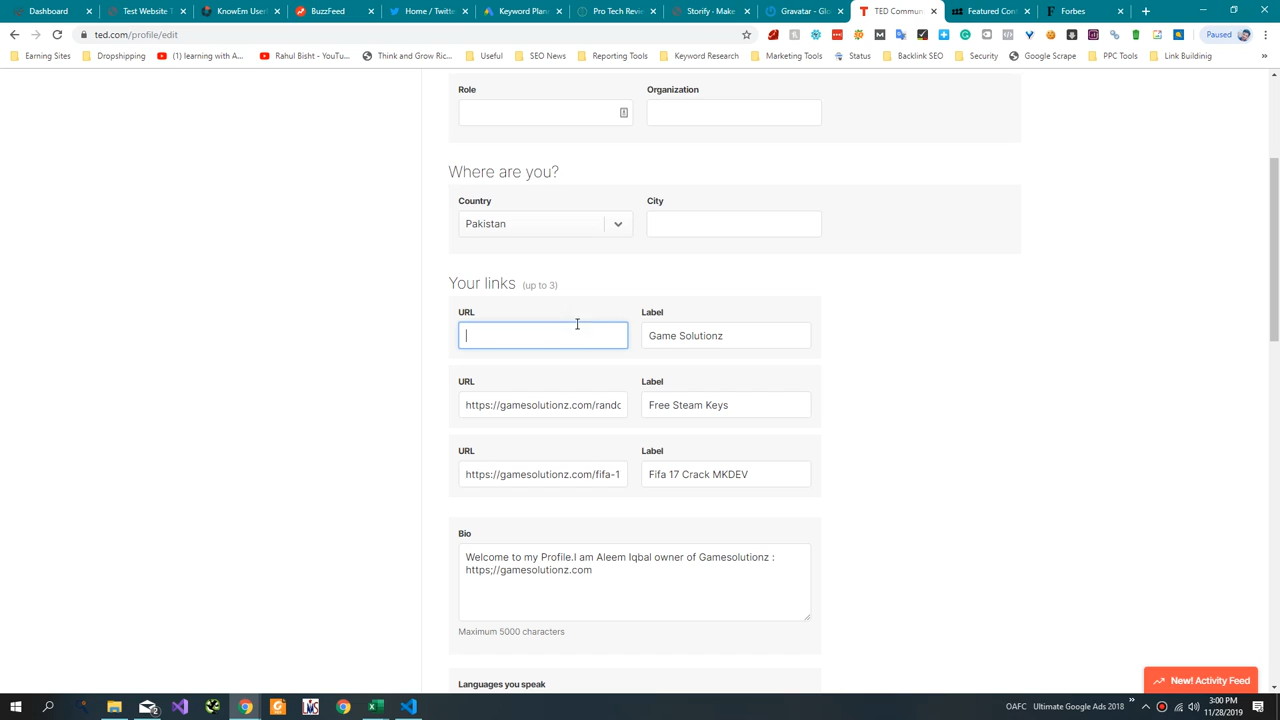 Dashboard
Test Website T
KnowEm User
BuzzFeed
Home / Twitte
Keyword Plan
Pro Tech Revi
Storify - Make
Gravatar - Glo
TED Commun
Featured Con
Forbes
ted.com/profile/edit
Paused
Earning Sites
Dropshipping
(1) learning with A...
Rahul Bisht - YouTu...
Think and Grow Ric...
Useful
SEO News
Reporting Tools
Keyword Research
Marketing Tools
Status
Backlink SEO
Security
Google Scrape
PPC Tools
Link Buildinig
»
Role
Organization
Where are you?
Country
City
Pakistan
Your links (up to 3)
URL
Label
Game Solutionz
URL
Label
https://gamesolutionz.com/rando
Free Steam Keys
URL
Label
https://gamesolutionz.com/fifa-1
Fifa 17 Crack MKDEV
Bio
Welcome to my Profile.I am Aleem Iqbal owner of Gamesolutionz :
https;//gamesolutionz.com
Maximum 5000 characters
Languages you speak
New! Activity Feed
OAFC
Ultimate Google Ads 2018
3:00 PM
11/28/2019